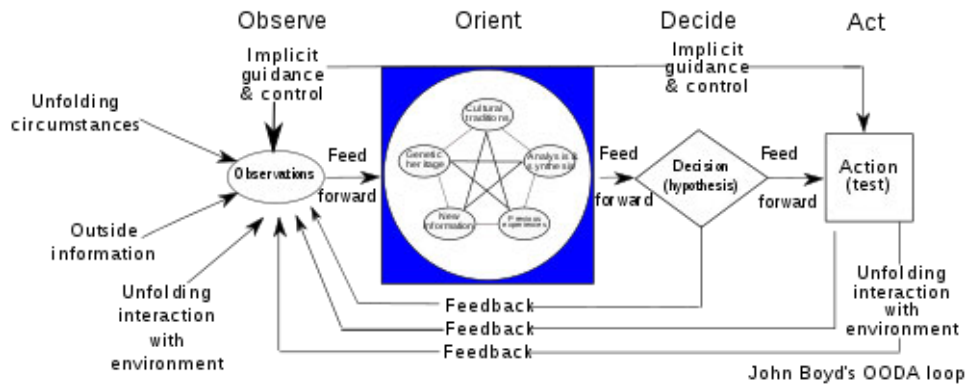 Observe
Orient
Decide
Act
Implicit
guidance
& control
Implicit
guidance
& control
Unfolding
circumstances
Observations
Feed
forward
Outside
information
Unfolding
interaction
with
environment
Cultural
traditions
Genetic
heritage
Analysis &
synthesis
New
information
Previous
experiences
Feed
forward
Decision
(hypothesis)
Feed
forward
Action
(test)
Unfolding
interaction
with
environment
Feedback
Feedback
Feedback
John Boyd's OODA loop